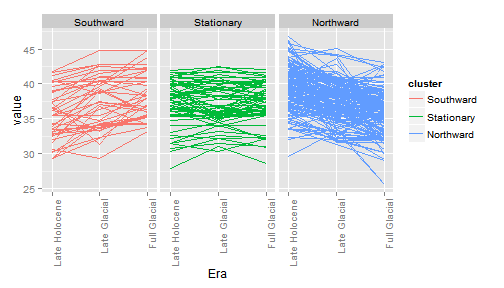 Southward
Stationary
Northward
value
45
40
35
30
25
Late Holocene
Late Glacial
Full Glacial
Late Holocene
Late Glacial
Full Glacial
Late Holocene
Late Glacial
Full Glacial
Era
cluster
Southward
Stationary
Northward